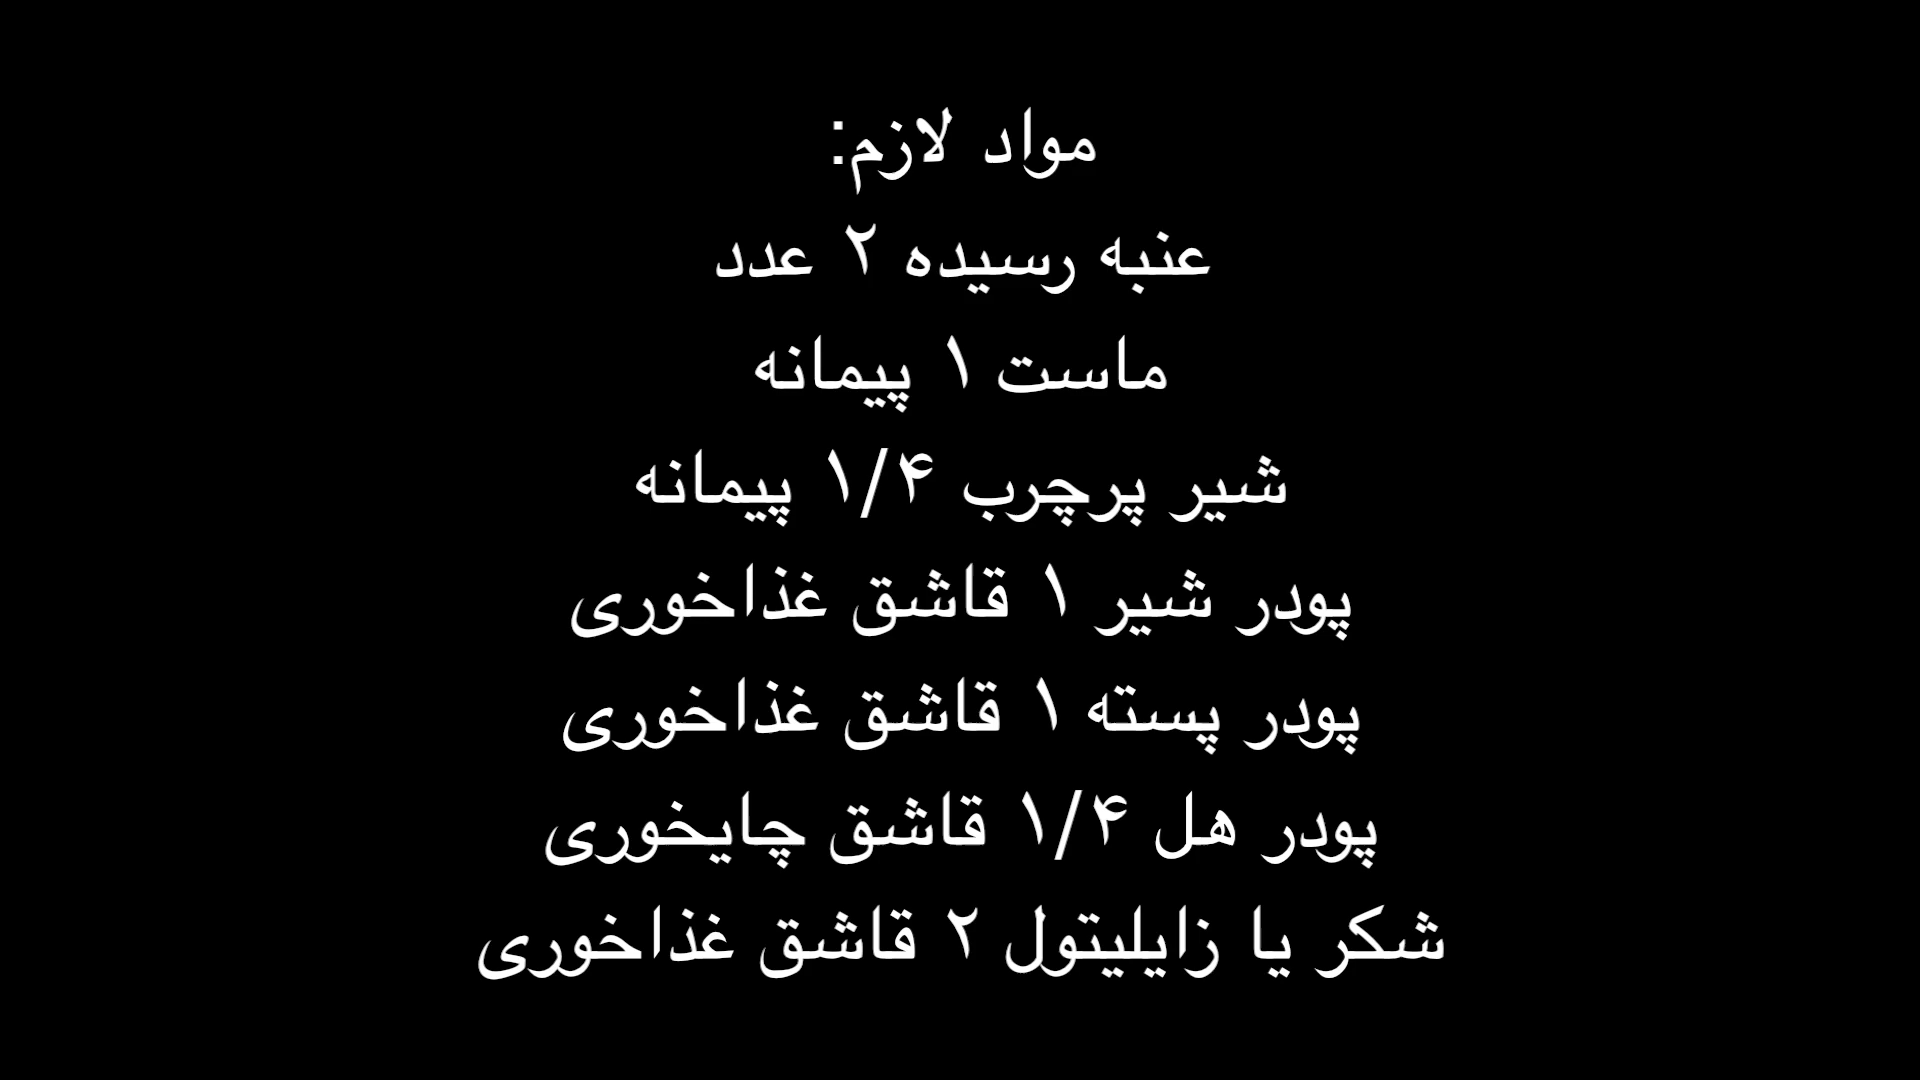 مواد لازم:
عنبه رسیده ۲ عدد
ماست ۱ پیمانه
شیر پرچرب ۱/۴ پیمانه
پودر شیر ۱ قاشق غذاخوری
پودر پسته ۱ قاشق غذاخوری
پودر هل ۱/۴ قاشق چایخوری
شکر یا زایلیتول ۲ قاشق غذاخوری